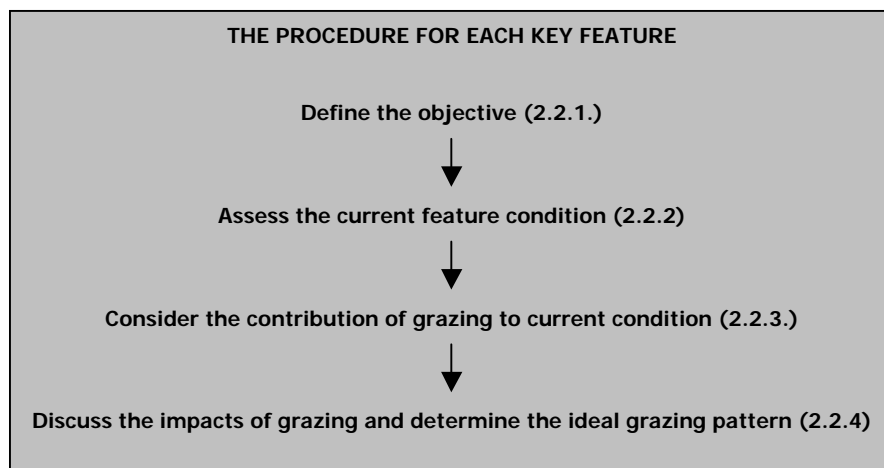 THE PROCEDURE FOR EACH KEY FEATURE
Define the objective (2.2.1.)
Assess the current feature condition (2.2.2)
Consider the contribution of grazing to current condition (2.2.3.)
Discuss the impacts of grazing and determine the ideal grazing pattern (2.2.4)